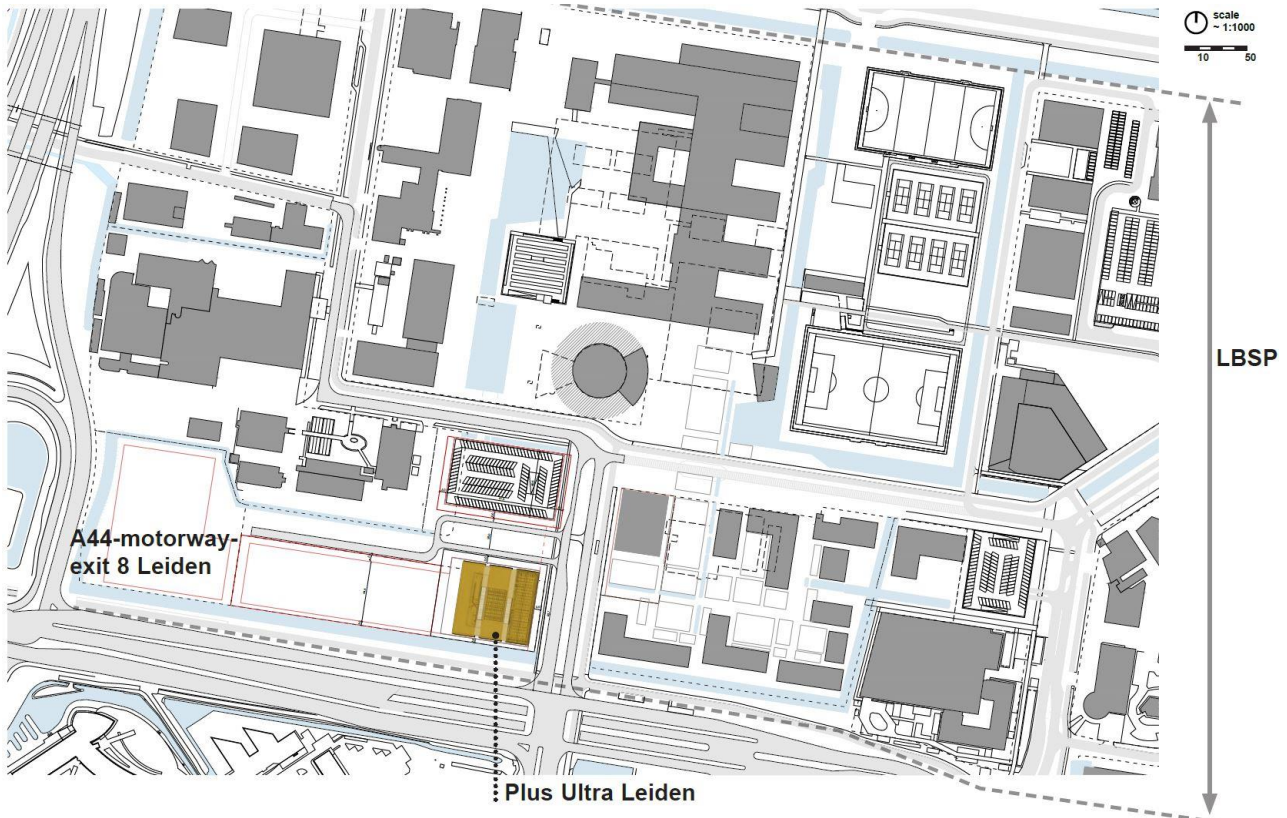 scale
~ 1:1000
10 50
LBSP
A44-motorway-
exit 8 Leiden
Plus Ultra Leiden